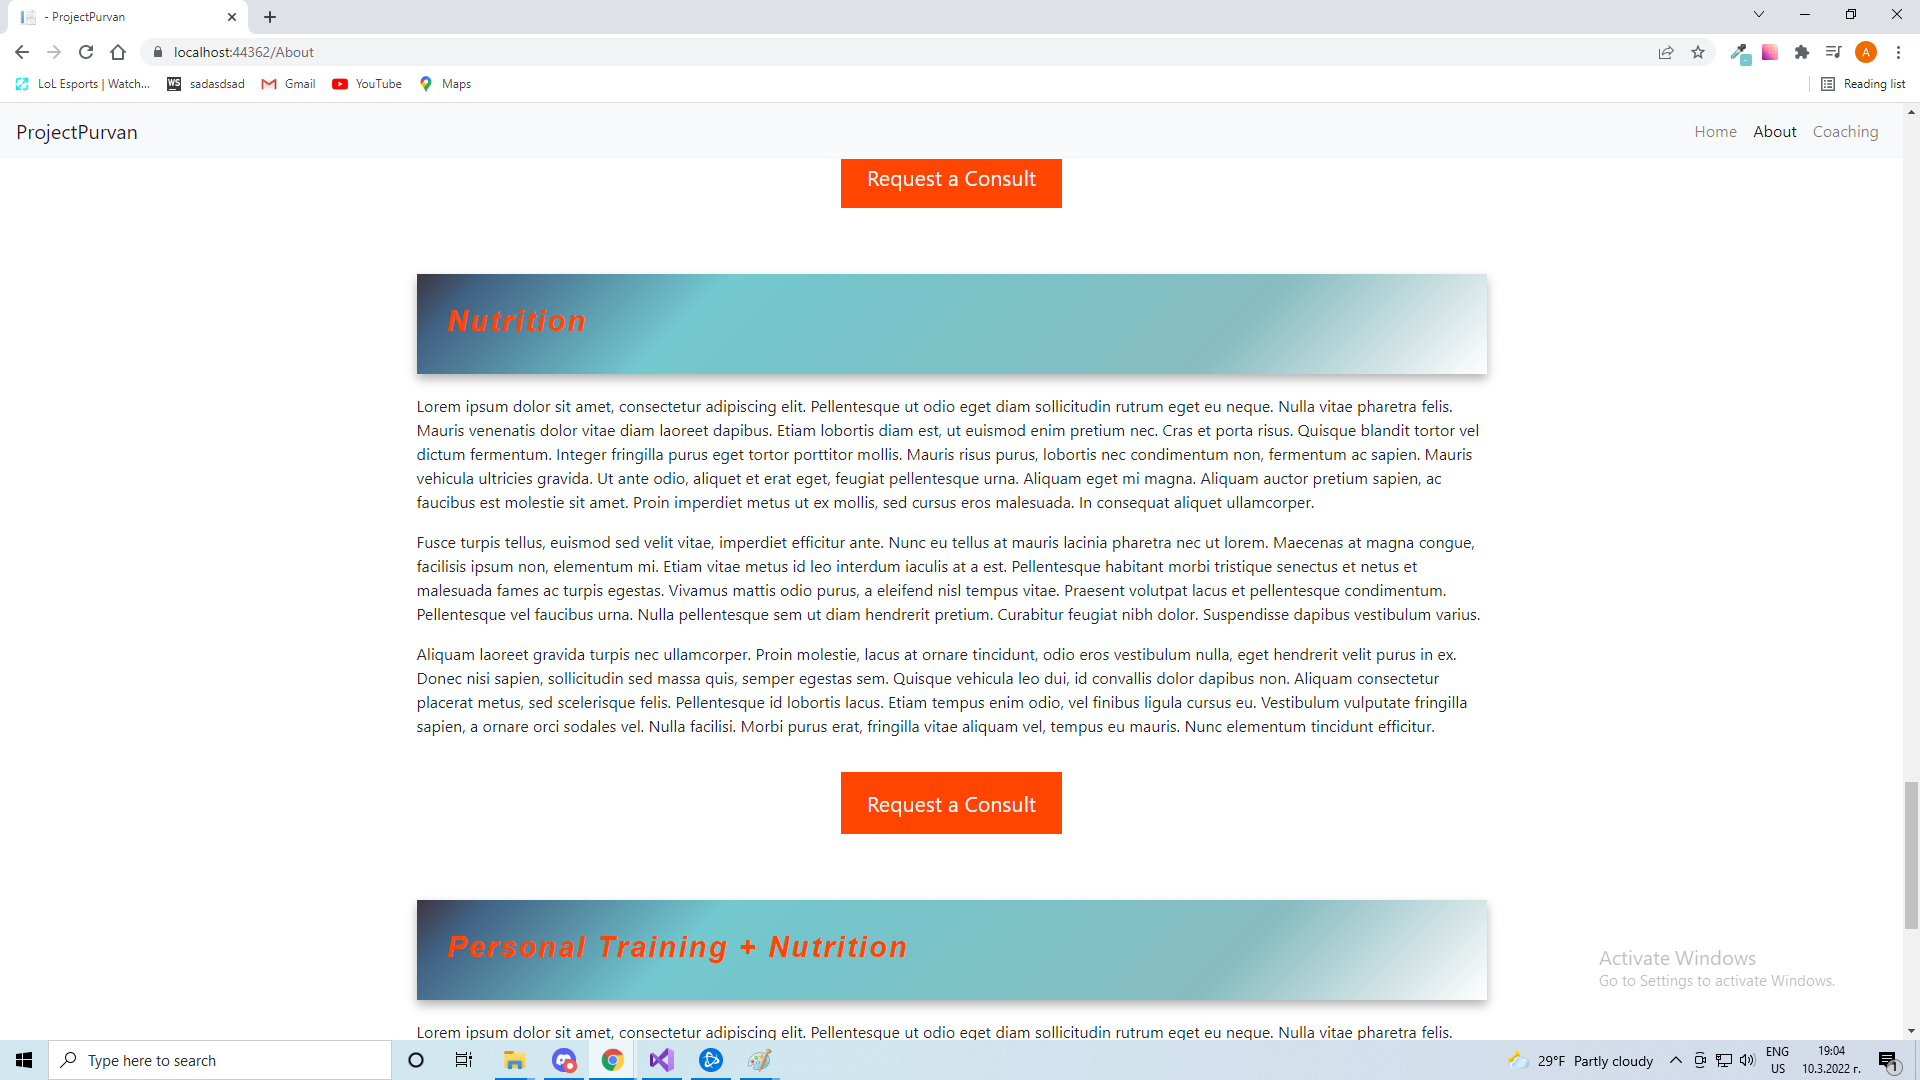 - ProjectPurvan
localhost:44362/About
A
LoL Esports | Watch...
WS sadasdsad
Gmail
YouTube
Maps
Reading list
ProjectPurvan
Home About Coaching
Request a Consult
Nutrition
Lorem ipsum dolor sit amet, consectetur adipiscing elit. Pellentesque ut odio eget diam sollicitudin rutrum eget eu neque. Nulla vitae pharetra felis.
Mauris venenatis dolor vitae diam laoreet dapibus. Etiam lobortis diam est, ut euismod enim pretium nec. Cras et porta risus. Quisque blandit tortor vel
dictum fermentum. Integer fringilla purus eget tortor porttitor mollis. Mauris risus purus, lobortis nec condimentum non, fermentum ac sapien. Mauris
vehicula ultricies gravida. Ut ante odio, aliquet et erat eget, feugiat pellentesque urna. Aliquam eget mi magna. Aliquam auctor pretium sapien, ac
faucibus est molestie sit amet. Proin imperdiet metus ut ex mollis, sed cursus eros malesuada. In consequat aliquet ullamcorper.
Fusce turpis tellus, euismod sed velit vitae, imperdiet efficitur ante. Nunc eu tellus at mauris lacinia pharetra nec ut lorem. Maecenas at magna congue,
facilisis ipsum non, elementum mi. Etiam vitae metus id leo interdum iaculis at a est. Pellentesque habitant morbi tristique senectus et netus et
malesuada fames ac turpis egestas. Vivamus mattis odio purus, a eleifend nisl tempus vitae. Praesent volutpat lacus et pellentesque condimentum.
Pellentesque vel faucibus urna. Nulla pellentesque sem ut diam hendrerit pretium. Curabitur feugiat nibh dolor. Suspendisse dapibus vestibulum varius.
Aliquam laoreet gravida turpis nec ullamcorper. Proin molestie, lacus at ornare tincidunt, odio eros vestibulum nulla, eget hendrerit velit purus in ex.
Donec nisi sapien, sollicitudin sed massa quis, semper egestas sem. Quisque vehicula leo dui, id convallis dolor dapibus non. Aliquam consectetur
placerat metus, sed scelerisque felis. Pellentesque id lobortis lacus. Etiam tempus enim odio, vel finibus ligula cursus eu. Vestibulum vulputate fringilla
sapien, a ornare orci sodales vel. Nulla facilisi. Morbi purus erat, fringilla vitae aliquam vel, tempus eu mauris. Nunc elementum tincidunt efficitur.
Request a Consult
Personal Training + Nutrition
Activate Windows
Go to Settings to activate Windows.
Lorem ipsum dolor sit amet, consectetur adipiscing elit. Pellentesque ut odio eget diam sollicitudin rutrum eget eu neque. Nulla vitae pharetra felis.
Type here to search
29°F Partly cloudy
ENG
US
19:04
10.3.2022 г.
1